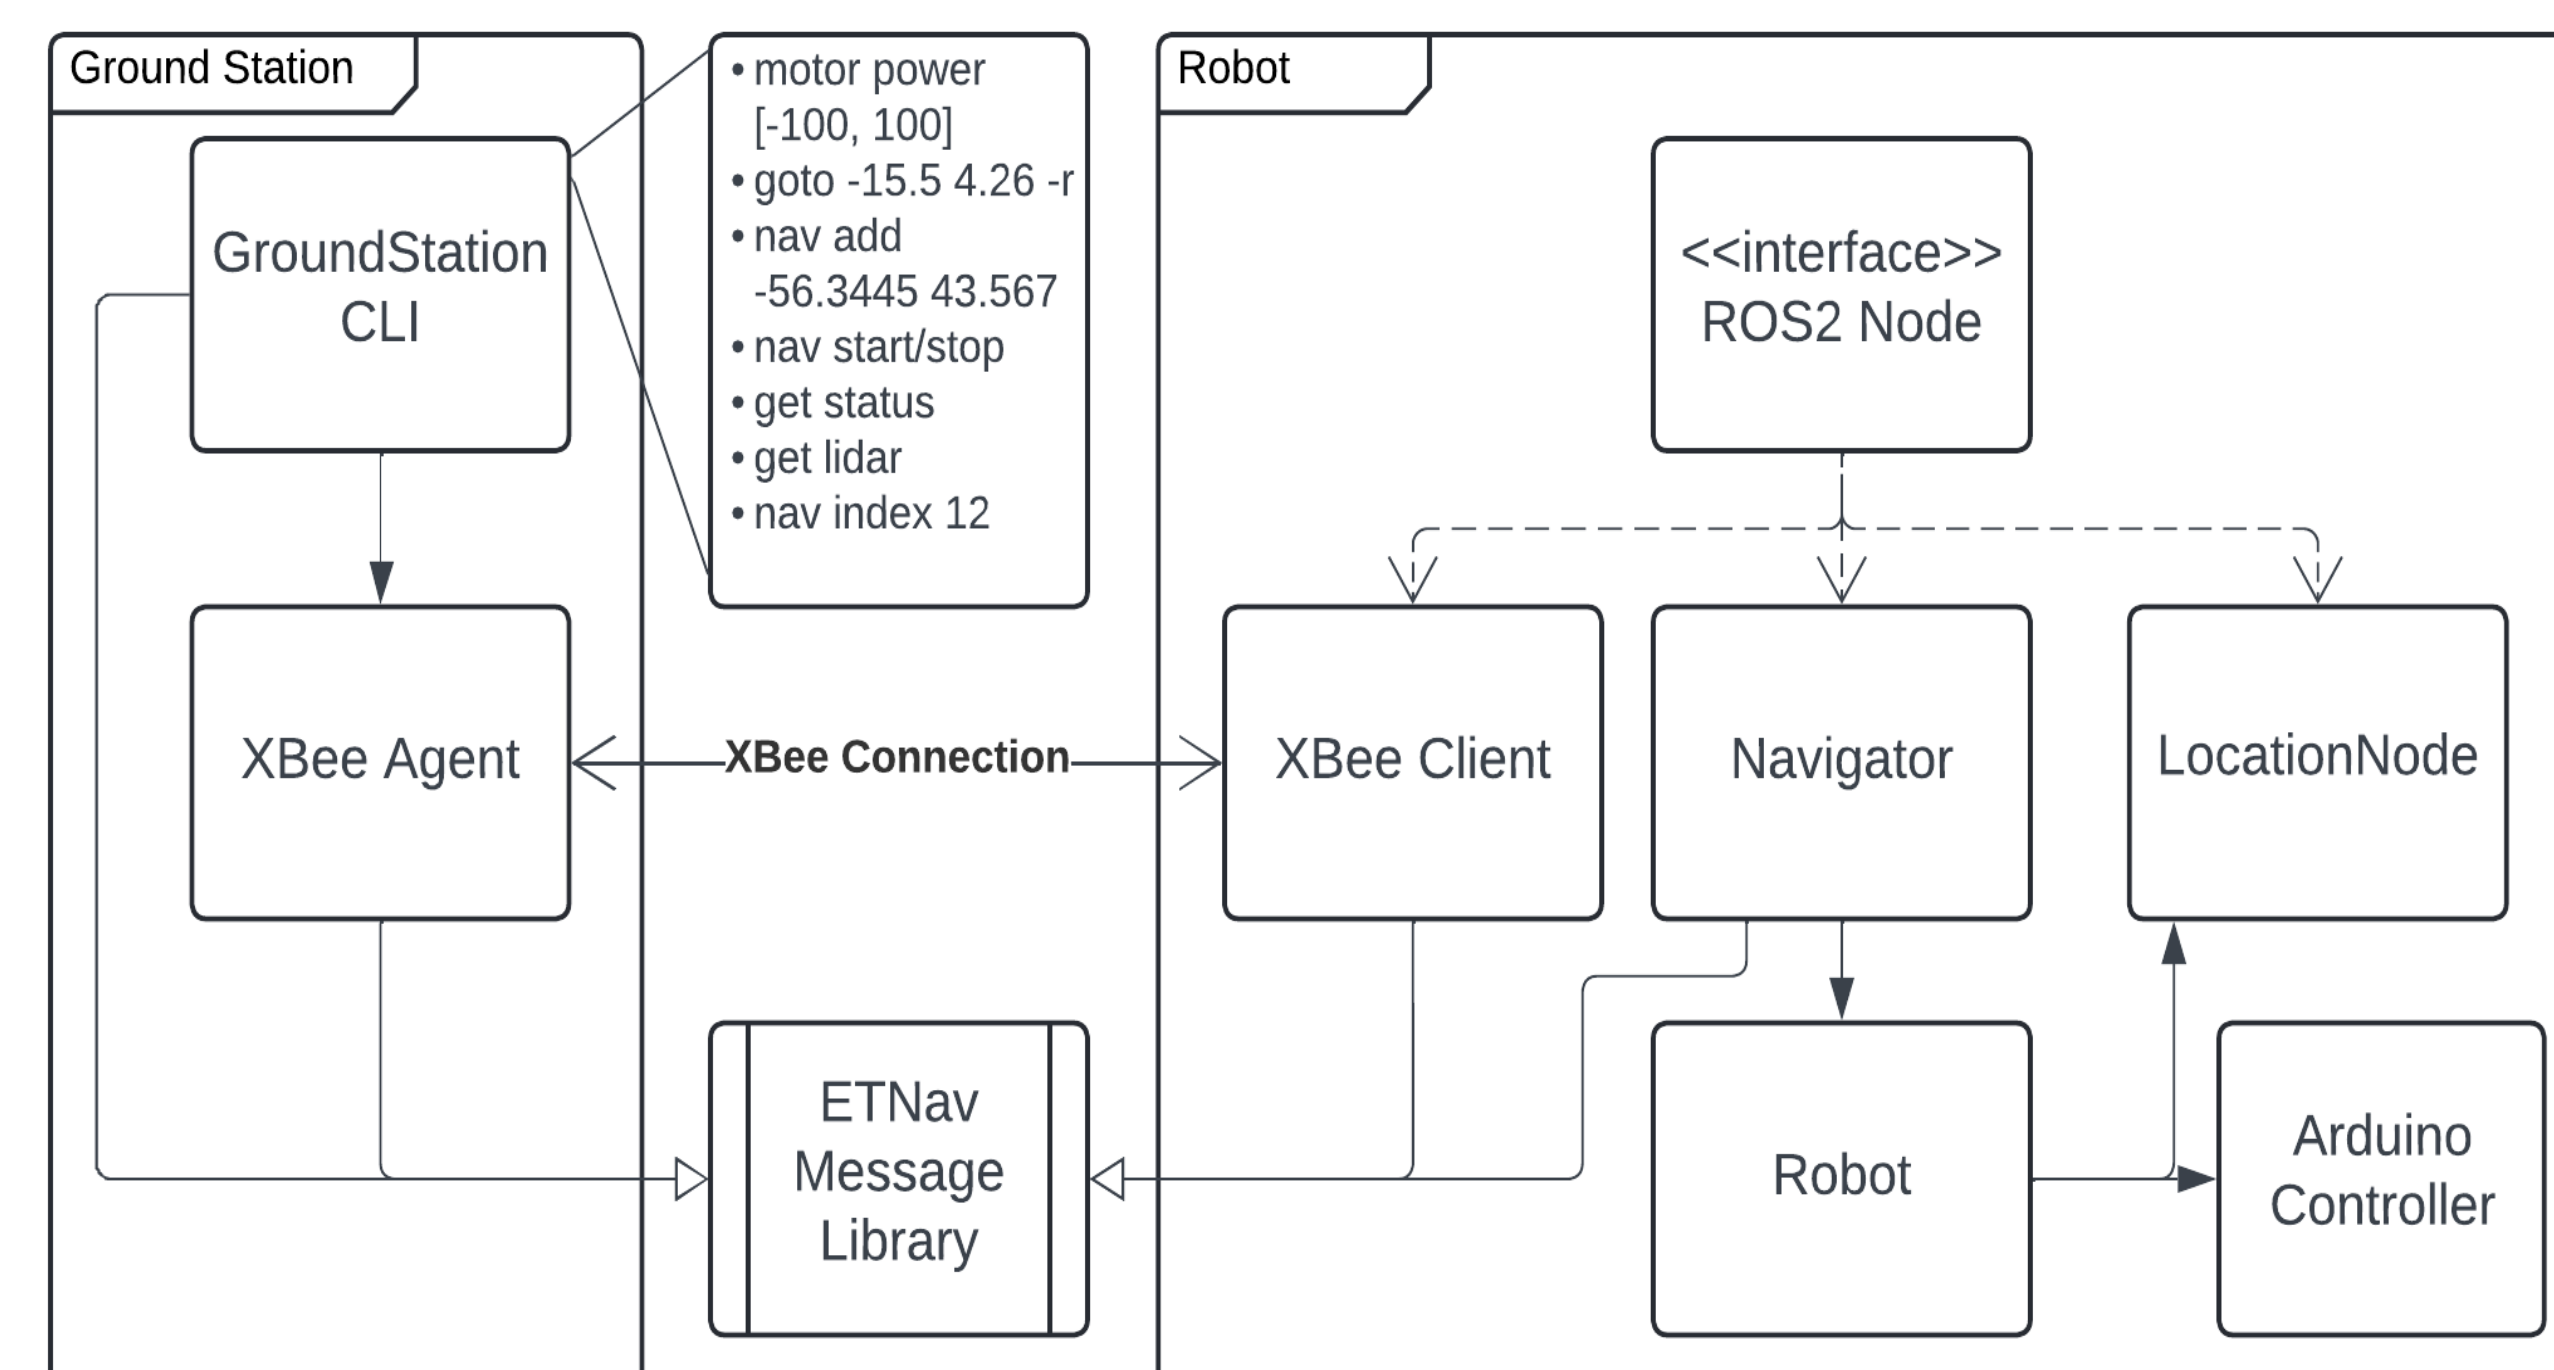 Ground Station
GroundStation
CLI
• motor power
[-100, 100]
• goto -15.5 4.26 -r
• nav add
-56.3445 43.567
• nav start/stop
• get status
• get lidar
• nav index 12
Robot
<<interface>>
ROS2 Node
XBee Agent
XBee Connection
XBee Client
Navigator
LocationNode
ETNav
Message
Library
Robot
Arduino
Controller